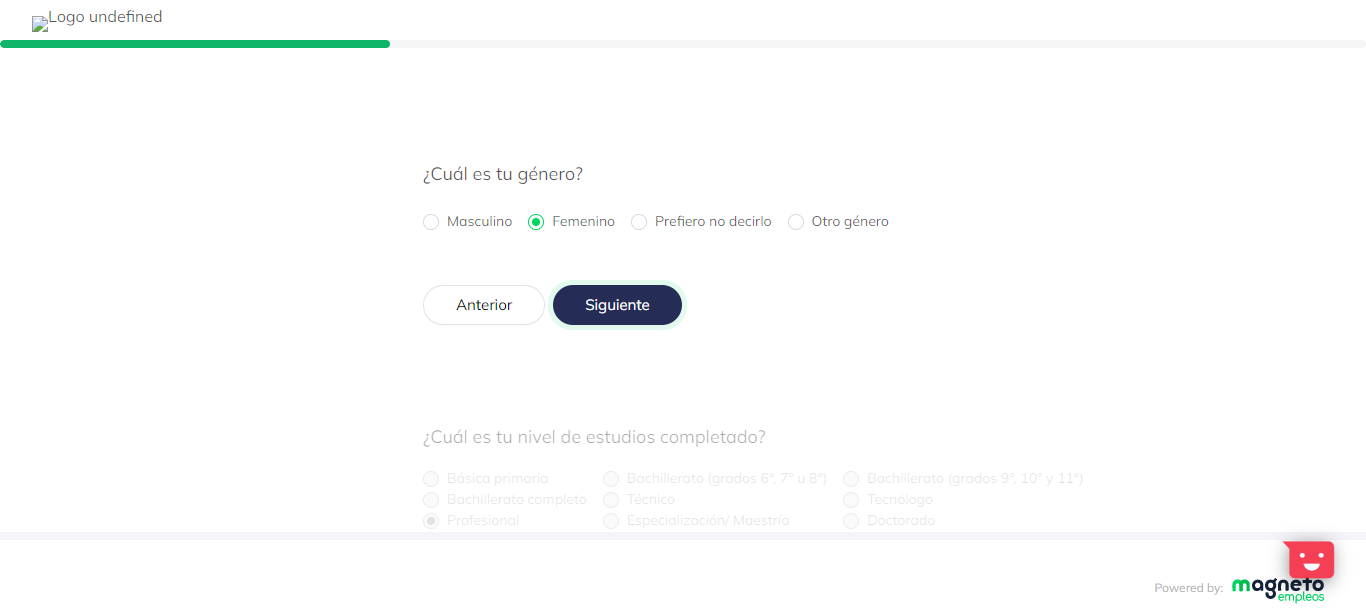 Logo undefined
¿Cuál es tu género?
Masculino Femenino Prefiero no decirlo Otro género
Anterior Siguiente
¿Cuál es tu nivel de estudios completado?
Básica primaria Bachillerato (grados 6°, 7° u 8°) Bachillerato (grados 9°, 10° y 11°)
Bachillerato completo Técnico Tecnólogo
Profesional Especialización/ Maestría Doctorado
Powered by: magneto
empleos